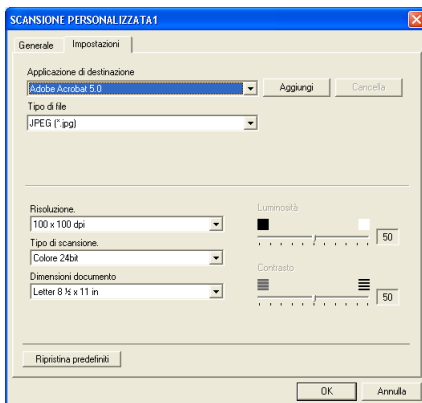 SCANSIONE PERSONALIZZATA1
Generale Impostazioni
Applicazione di destinazione
Adobe Acrobat 5.0 Aggiungi Cancella
Tipo di file
JPEG (*.jpg)
Risoluzione. Luminosità
100 x 100 dpi
50
Tipo di scansione.
Colore 24bit
Dimensioni documento Contrasto
Letter 8 ½ x 11 in
50
Ripristina predefiniti
OK Annulla